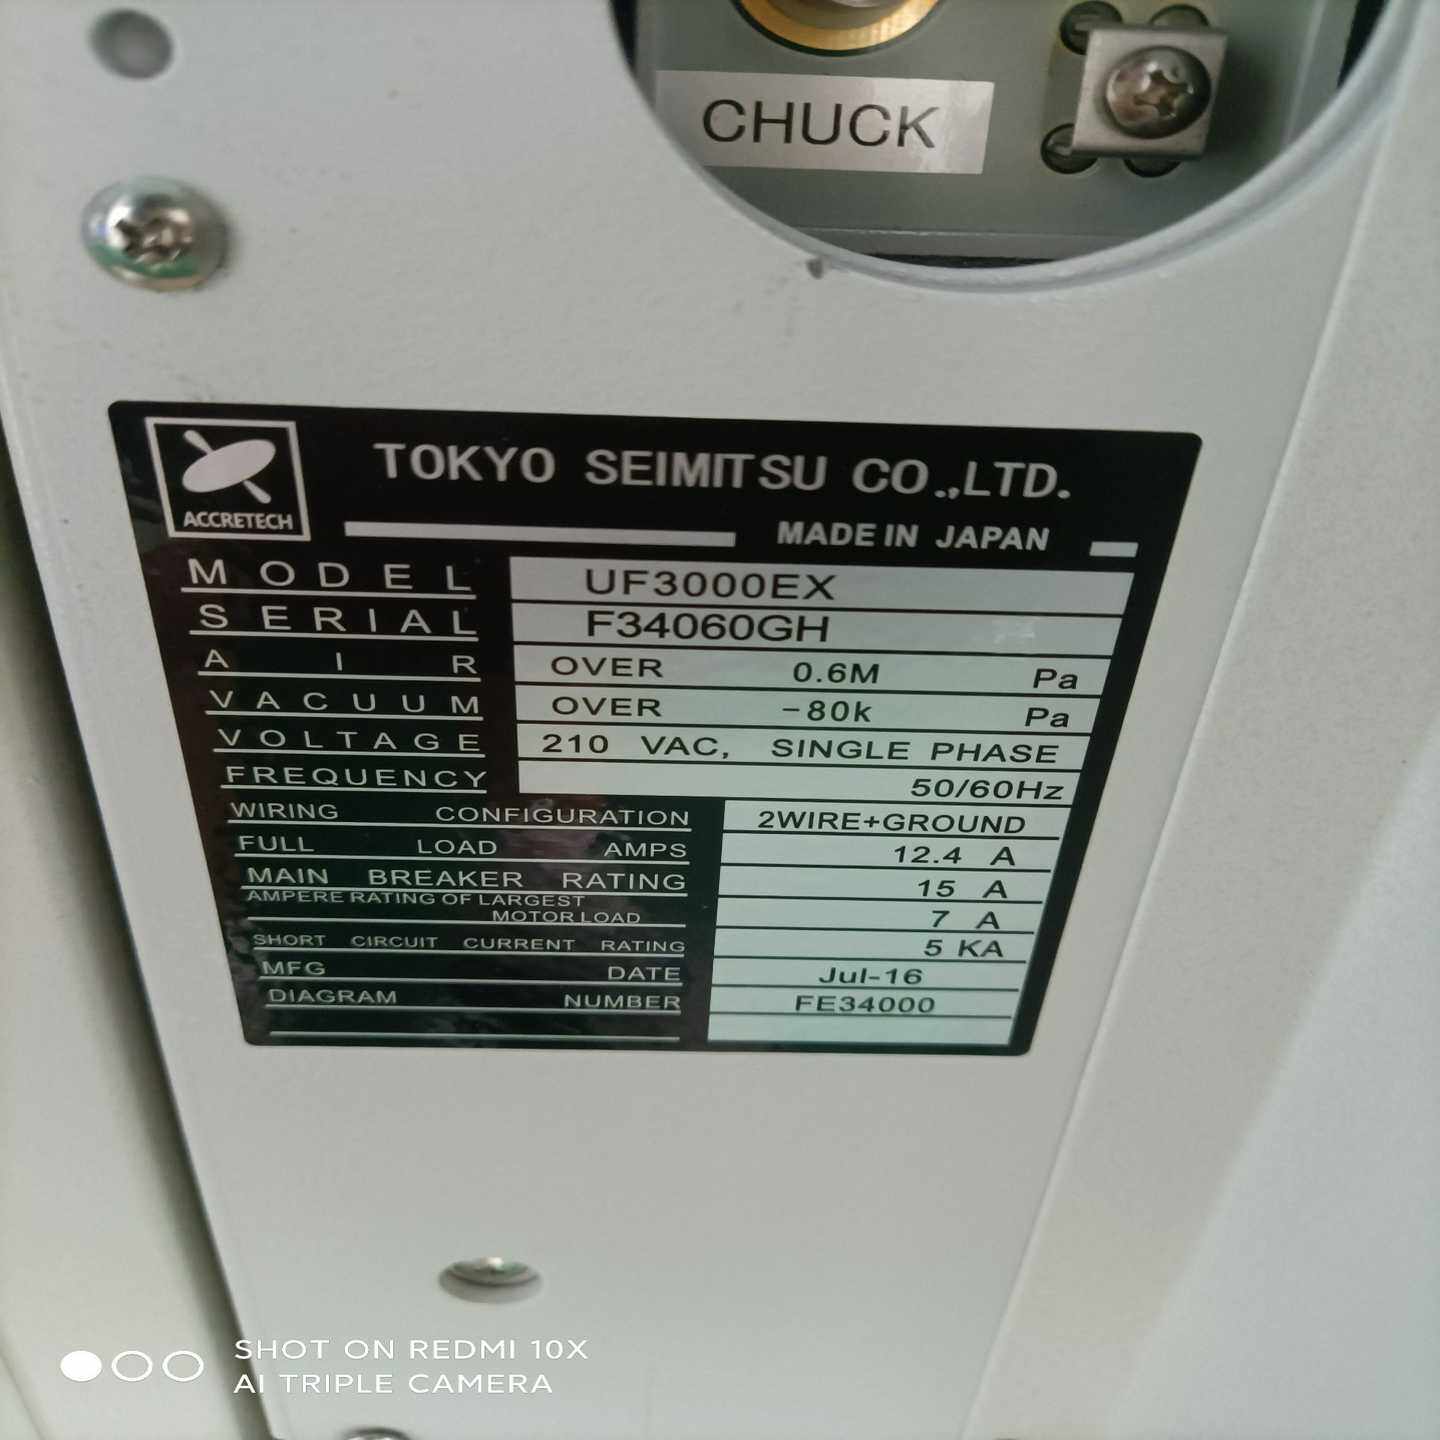 CHUCK
ACCRETECH
TOKYO SEIMITSU CO.,LTD.
MADE IN JAPAN
MODEL UF3000EX
SERIAL F34060GH
AIR OVER 0.6M Pa
VACUUM OVER -80k Pa
VOLTAGE 210 VAC, SINGLE PHASE
FREQUENCY 50/60Hz
WIRING CONFIGURATION 2WIRE+GROUND
FULL LOAD AMPS 12.4 A
MAIN BREAKER RATING 15 A
AMPERE RATING OF LARGEST
MOTOR LOAD 7 A
SHORT CIRCUIT CURRENT RATING 5 KA
MFG DATE Jul-16
DIAGRAM NUMBER FE34000
SHOT ON REDMI 10X
AI TRIPLE CAMERA